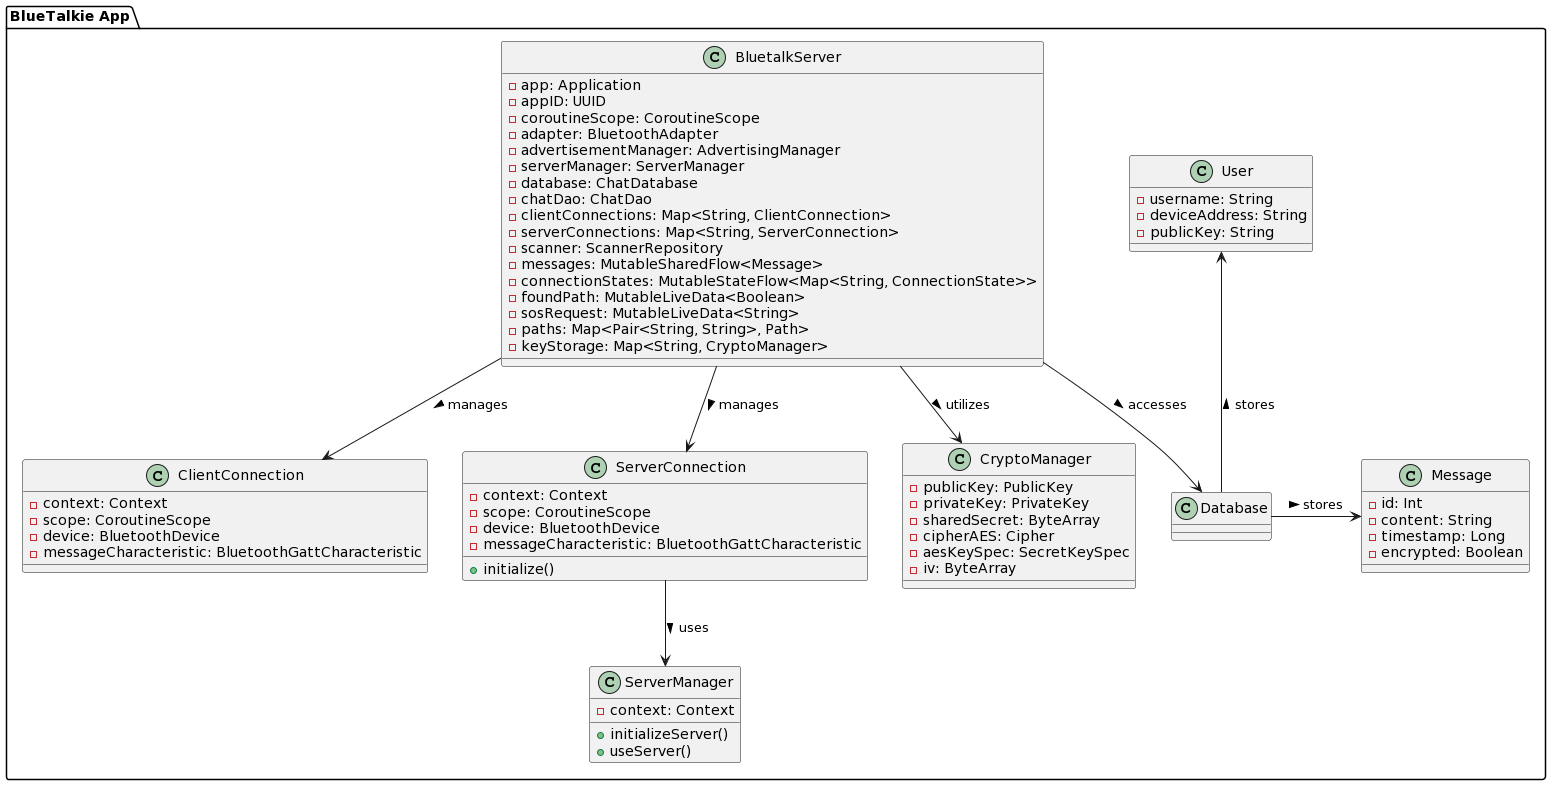 BlueTalkie App
BluetalkServer
app: Application
appID: UUID
coroutineScope: CoroutineScope
adapter: BluetoothAdapter
advertisementManager: AdvertisingManager
serverManager: ServerManager
database: ChatDatabase
chatDao: ChatDao
clientConnections: Map<String, ClientConnection>
serverConnections: Map<String, ServerConnection>
scanner: ScannerRepository
messages: MutableSharedFlow<Message>
connectionStates: MutableStateFlow<Map<String, ConnectionState>>
foundPath: MutableLiveData<Boolean>
sosRequest: MutableLiveData<String>
paths: Map<Pair<String, String>, Path>
keyStorage: Map<String, CryptoManager>
User
username: String
deviceAddress: String
publicKey: String
manages
manages
utilizes
accesses
stores
ClientConnection
context: Context
scope: CoroutineScope
device: BluetoothDevice
messageCharacteristic: BluetoothGattCharacteristic
ServerConnection
context: Context
scope: CoroutineScope
device: BluetoothDevice
messageCharacteristic: BluetoothGattCharacteristic
initialize()
CryptoManager
publicKey: PublicKey
privateKey: PrivateKey
sharedSecret: ByteArray
cipherAES: Cipher
aesKeySpec: SecretKeySpec
iv: ByteArray
Database
stores
Message
id: Int
content: String
timestamp: Long
encrypted: Boolean
uses
ServerManager
context: Context
initializeServer()
useServer()